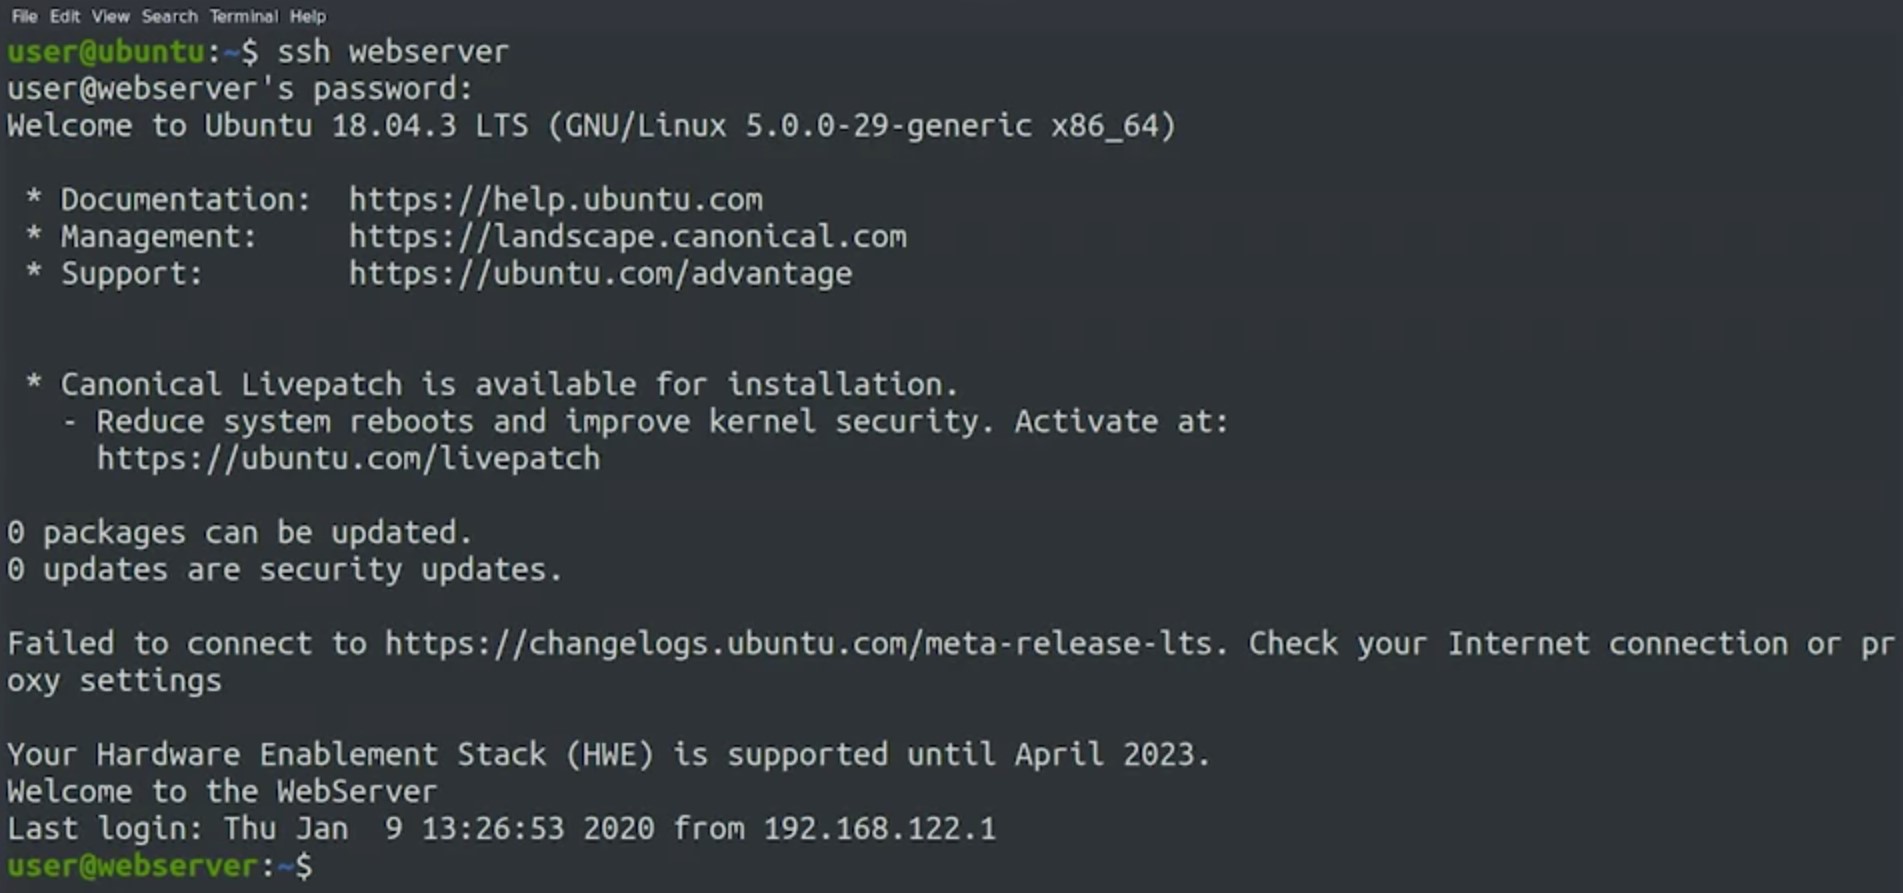 File Edit View Search Terminal Help
user@ubuntu:~$ ssh webserver
user@webserver's password:
Welcome to Ubuntu 18.04.3 LTS (GNU/Linux 5.0.0-29-generic x86_64)
* Documentation:  https://help.ubuntu.com
* Management:     https://landscape.canonical.com
* Support:        https://ubuntu.com/advantage
* Canonical Livepatch is available for installation.
- Reduce system reboots and improve kernel security. Activate at:
https://ubuntu.com/livepatch
0 packages can be updated.
0 updates are security updates.
Failed to connect to https://changelogs.ubuntu.com/meta-release-lts. Check your Internet connection or pr
oxy settings
Your Hardware Enablement Stack (HWE) is supported until April 2023.
Welcome to the WebServer
Last login: Thu Jan  9 13:26:53 2020 from 192.168.122.1
user@webserver:~$